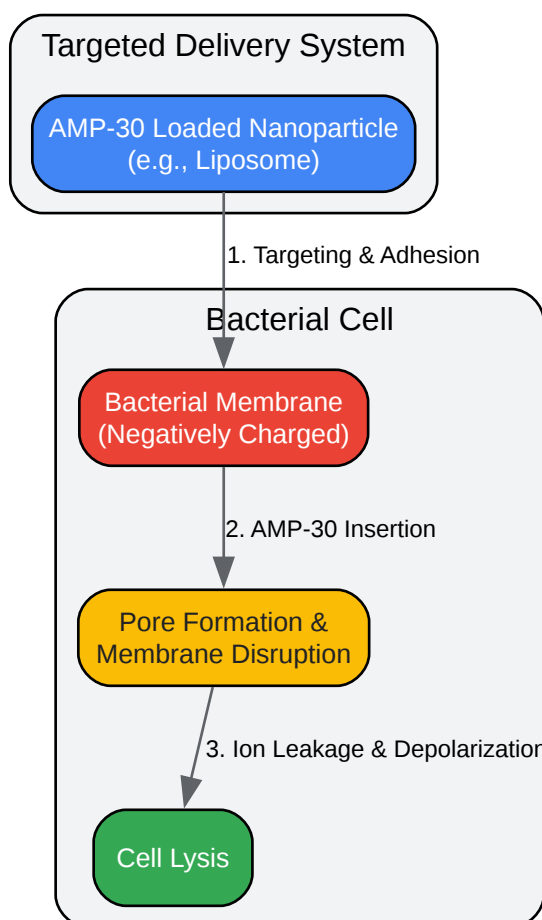 Targeted Delivery System
AMP-30 Loaded Nanoparticle
(e.g., Liposome)
1. Targeting & Adhesion
Bacterial Cell
Bacterial Membrane
(Negatively Charged)
2. AMP-30 Insertion
Pore Formation &
Membrane Disruption
3. Ion Leakage & Depolarization
Cell Lysis